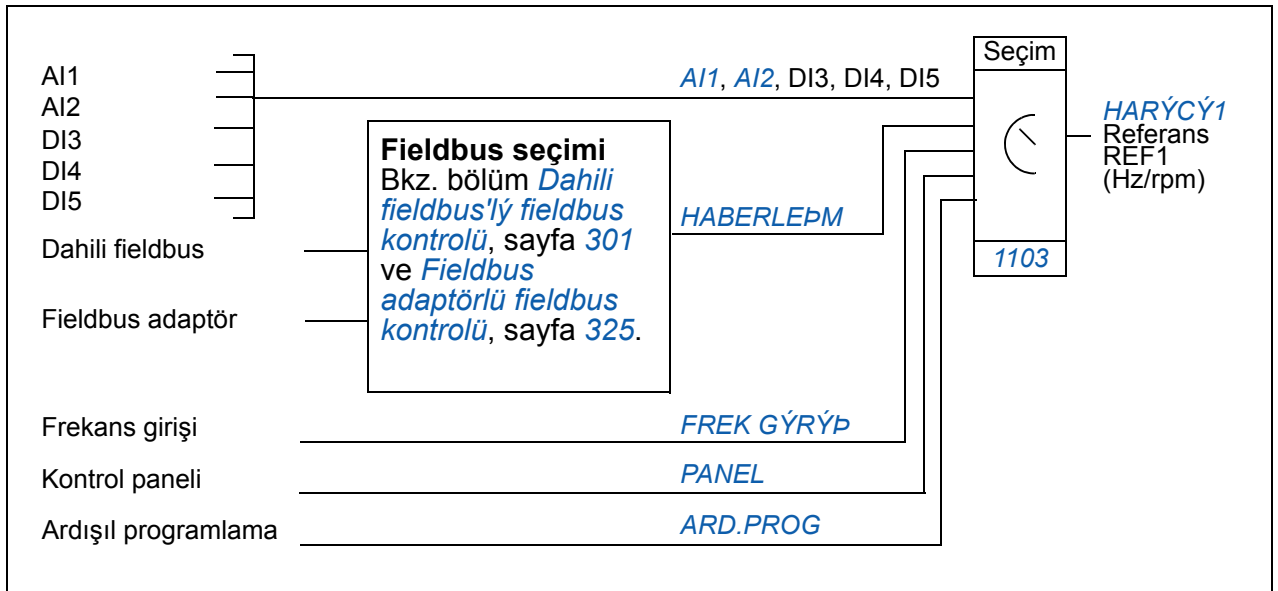 AI1
AI2
DI3
DI4
DI5
Dahili fieldbus
Fieldbus adaptör
Fieldbus seçimi
Bkz. bölüm Dahili
fieldbus'lý fieldbus
kontrolü, sayfa 301
ve Fieldbus
adaptörlü fieldbus
kontrolü, sayfa 325.
AI1, AI2, DI3, DI4, DI5
HABERLEÞM
Frekans girişi
FREK GÝRÝÞ
Kontrol paneli
PANEL
Ardışıl programlama
ARD.PROG
Seçim
1103
HARÝCÝ1
Referans
REF1
(Hz/rpm)